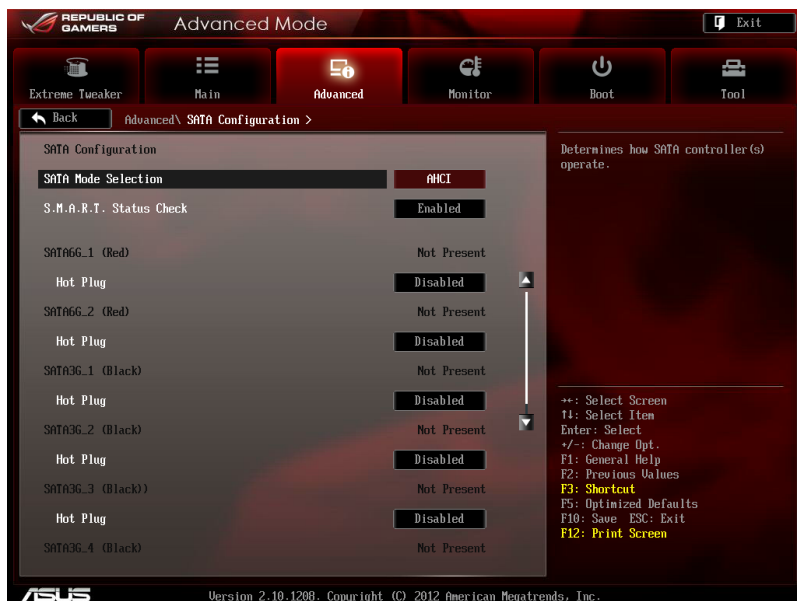 REPUBLIC OF
GAMERS
Advanced Mode
Exit
Extreme Tweaker
Main
Advanced
Monitor
Boot
Tool
Back
Advanced\ SATA Configuration >
SATA Configuration
SATA Mode Selection AHCI
S.M.A.R.T. Status Check Enabled
SATA6G_1 (Red) Not Present
Hot Plug Disabled
SATA6G_2 (Red) Not Present
Hot Plug Disabled
SATA3G_1 (Black) Not Present
Hot Plug Disabled
SATA3G_2 (Black) Not Present
Hot Plug Disabled
SATA3G_3 (Black)) Not Present
Hot Plug Disabled
SATA3G_4 (Black) Not Present
Determines how SATA controller(s)
operate.
→←: Select Screen
↑↓: Select Item
Enter: Select
+/-: Change Opt.
F1: General Help
F2: Previous Values
F3: Shortcut
F5: Optimized Defaults
F10: Save ESC: Exit
F12: Print Screen
ASUS
Version 2.10.1208. Copyright (C) 2012 American Megatrends, Inc.